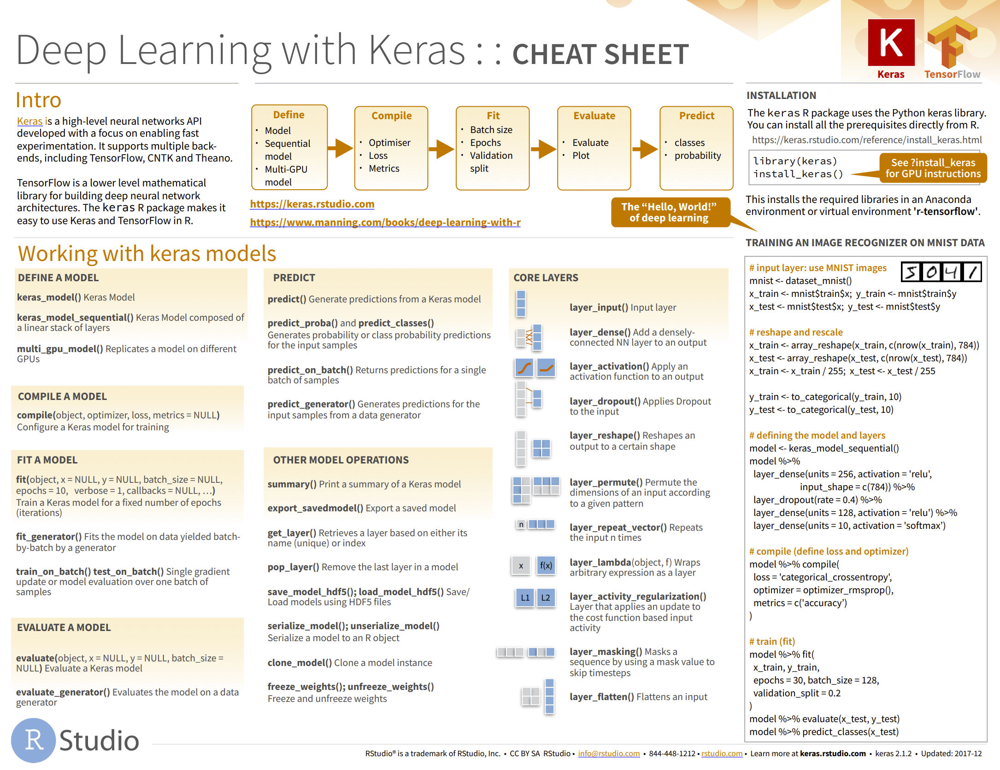 Deep Learning with Keras : : CHEAT SHEET
K
Keras
TensorFlow
Intro
Keras is a high-level neural networks API
developed with a focus on enabling fast
experimentation. It supports multiple back-
ends, including TensorFlow, CNTK and Theano.
TensorFlow is a lower level mathematical
library for building deep neural network
architectures. The keras R package makes it
easy to use Keras and TensorFlow in R.
Define
• Model
• Sequential
model
• Multi-GPU
model
Compile
• Optimiser
• Loss
• Metrics
Fit
• Batch size
• Epochs
• Validation
split
Evaluate
• Evaluate
• Plot
Predict
• classes
• probability
https://keras.rstudio.com
https://www.manning.com/books/deep-learning-with-r
The “Hello, World!”
of deep learning
INSTALLATION
The keras R package uses the Python keras library.
You can install all the prerequisites directly from R.
https://keras.rstudio.com/reference/install_keras.html
library(keras)
install_keras()
See ?install_keras
for GPU instructions
This installs the required libraries in an Anaconda
environment or virtual environment 'r-tensorflow'.
Working with keras models
DEFINE A MODEL
keras_model() Keras Model
keras_model_sequential() Keras Model composed of
a linear stack of layers
multi_gpu_model() Replicates a model on different
GPUs
COMPILE A MODEL
compile(object, optimizer, loss, metrics = NULL)
Configure a Keras model for training
FIT A MODEL
fit(object, x = NULL, y = NULL, batch_size = NULL,
epochs = 10, verbose = 1, callbacks = NULL, …)
Train a Keras model for a fixed number of epochs
(iterations)
fit_generator() Fits the model on data yielded batch-
by-batch by a generator
train_on_batch() test_on_batch() Single gradient
update or model evaluation over one batch of
samples
EVALUATE A MODEL
evaluate(object, x = NULL, y = NULL, batch_size =
NULL) Evaluate a Keras model
evaluate_generator() Evaluates the model on a data
generator
PREDICT
predict() Generate predictions from a Keras model
predict_proba() and predict_classes()
Generates probability or class probability predictions
for the input samples
predict_on_batch() Returns predictions for a single
batch of samples
predict_generator() Generates predictions for the
input samples from a data generator
OTHER MODEL OPERATIONS
summary() Print a summary of a Keras model
export_savedmodel() Export a saved model
get_layer() Retrieves a layer based on either its
name (unique) or index
pop_layer() Remove the last layer in a model
save_model_hdf5(); load_model_hdf5() Save/
Load models using HDF5 files
serialize_model(); unserialize_model()
Serialize a model to an R object
clone_model() Clone a model instance
freeze_weights(); unfreeze_weights()
Freeze and unfreeze weights
CORE LAYERS
layer_input() Input layer
layer_dense() Add a densely-
connected NN layer to an output
layer_activation() Apply an
activation function to an output
layer_dropout() Applies Dropout
to the input
layer_reshape() Reshapes an
output to a certain shape
layer_permute() Permute the
dimensions of an input according
to a given pattern
n
layer_repeat_vector() Repeats
the input n times
x f(x)
layer_lambda(object, f) Wraps
arbitrary expression as a layer
L1 L2
layer_activity_regularization()
Layer that applies an update to
the cost function based input
activity
layer_masking() Masks a
sequence by using a mask value to
skip timesteps
layer_flatten() Flattens an input
TRAINING AN IMAGE RECOGNIZER ON MNIST DATA
5 0 4 1
# input layer: use MNIST images
mnist <- dataset_mnist()
x_train <- mnist$train$x; y_train <- mnist$train$y
x_test <- mnist$test$x; y_test <- mnist$test$y
# reshape and rescale
x_train <- array_reshape(x_train, c(nrow(x_train), 784))
x_test <- array_reshape(x_test, c(nrow(x_test), 784))
x_train <- x_train / 255; x_test <- x_test / 255
y_train <- to_categorical(y_train, 10)
y_test <- to_categorical(y_test, 10)
# defining the model and layers
model <- keras_model_sequential()
model %>%
layer_dense(units = 256, activation = 'relu',
input_shape = c(784)) %>%
layer_dropout(rate = 0.4) %>%
layer_dense(units = 128, activation = 'relu') %>%
layer_dense(units = 10, activation = 'softmax’)
# compile (define loss and optimizer)
model %>% compile(
loss = 'categorical_crossentropy',
optimizer = optimizer_rmsprop(),
metrics = c('accuracy’)
)
# train (fit)
model %>% fit(
x_train, y_train,
epochs = 30, batch_size = 128,
validation_split = 0.2
)
model %>% evaluate(x_test, y_test)
model %>% predict_classes(x_test)
R Studio
RStudio® is a trademark of RStudio, Inc. • CC BY SA RStudio • info@rstudio.com • 844-448-1212 • rstudio.com • Learn more at keras.rstudio.com • keras 2.1.2 • Updated: 2017-12